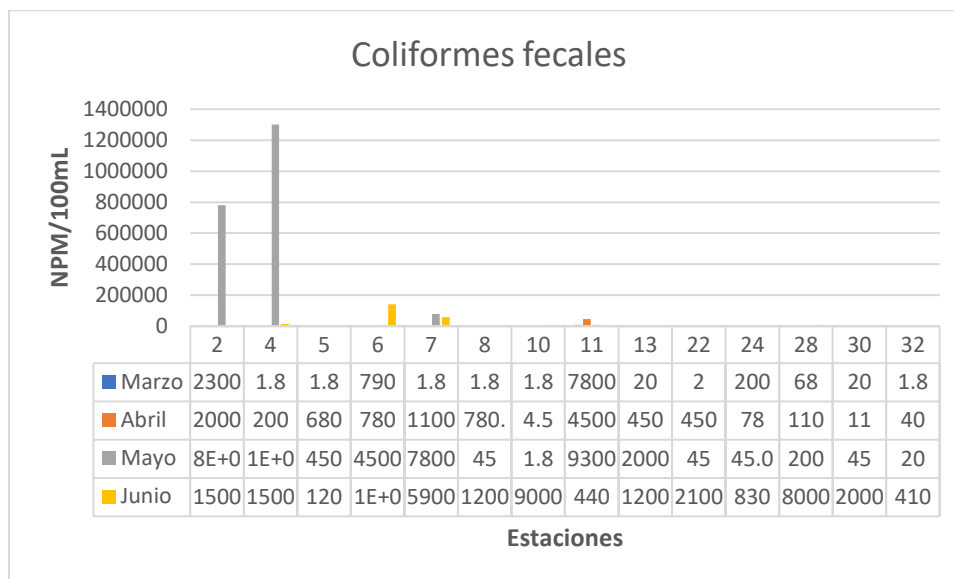 Coliformes fecales
NPM/100mL
1400000
1200000
1000000
800000
600000
400000
200000
0
2 4 5 6 7 8 10 11 13 22 24 28 30 32
Marzo 2300 1.8 1.8 790 1.8 1.8 1.8 7800 20 2 200 68 20 1.8
Abril 2000 200 680 780 1100 780. 4.5 4500 450 450 78 110 11 40
Mayo 8E+0 1E+0 450 4500 7800 45 1.8 9300 2000 45 45.0 200 45 20
Junio 1500 1500 120 1E+0 5900 1200 9000 440 1200 2100 830 8000 2000 410
Estaciones